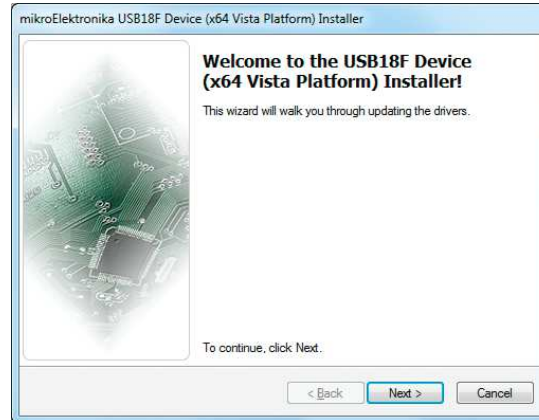 mikroElektronika USB18F Device (x64 Vista Platform) Installer
Welcome to the USB18F Device
(x64 Vista Platform) Installer!
This wizard will walk you through updating the drivers.
To continue, click Next.
< Back Next > Cancel